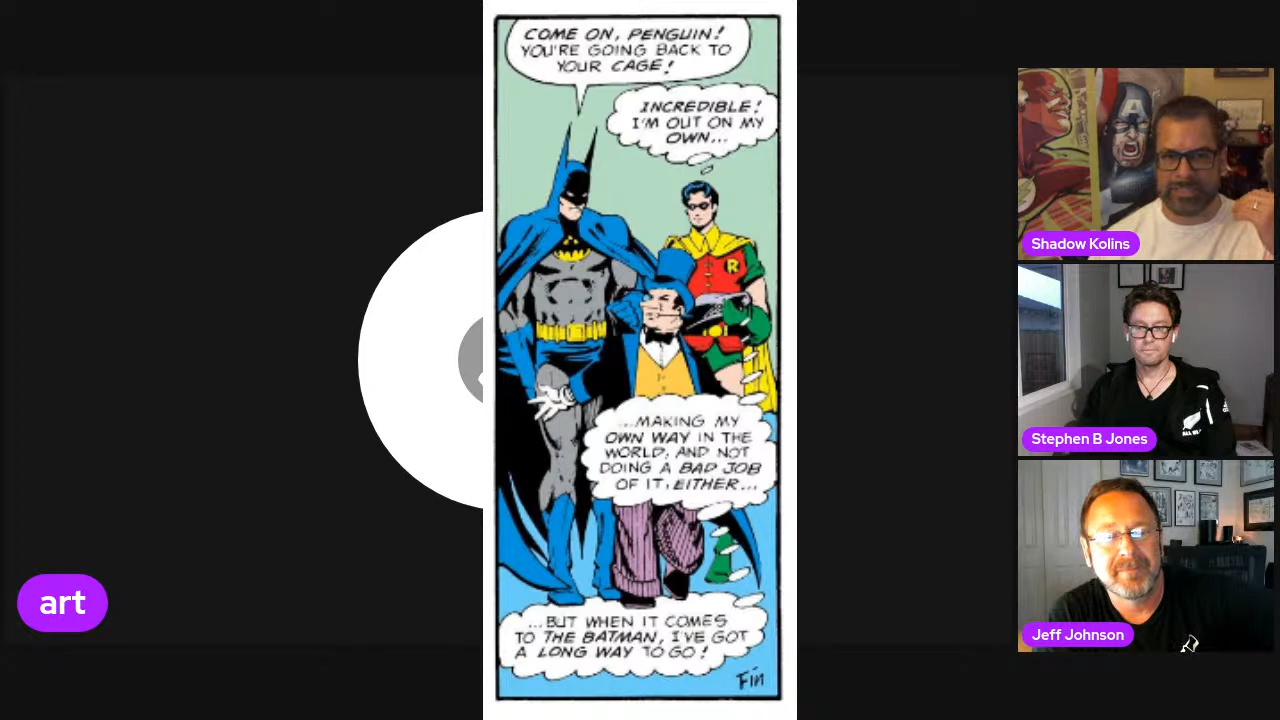 COME ON, PENGUIN!
YOU'RE GOING BACK TO
YOUR CAGE!
INCREDIBLE!
I'M OUT ON MY
OWN...
R
...MAKING MY
OWN WAY IN THE
WORLD, AND NOT
DOING A BAD JOB
OF IT, EITHER...
...BUT WHEN IT COMES
TO THE BATMAN, I'VE GOT
A LONG WAY TO GO!
Fin
art
A
Shadow Kolins
Stephen B Jones
Jeff Johnson